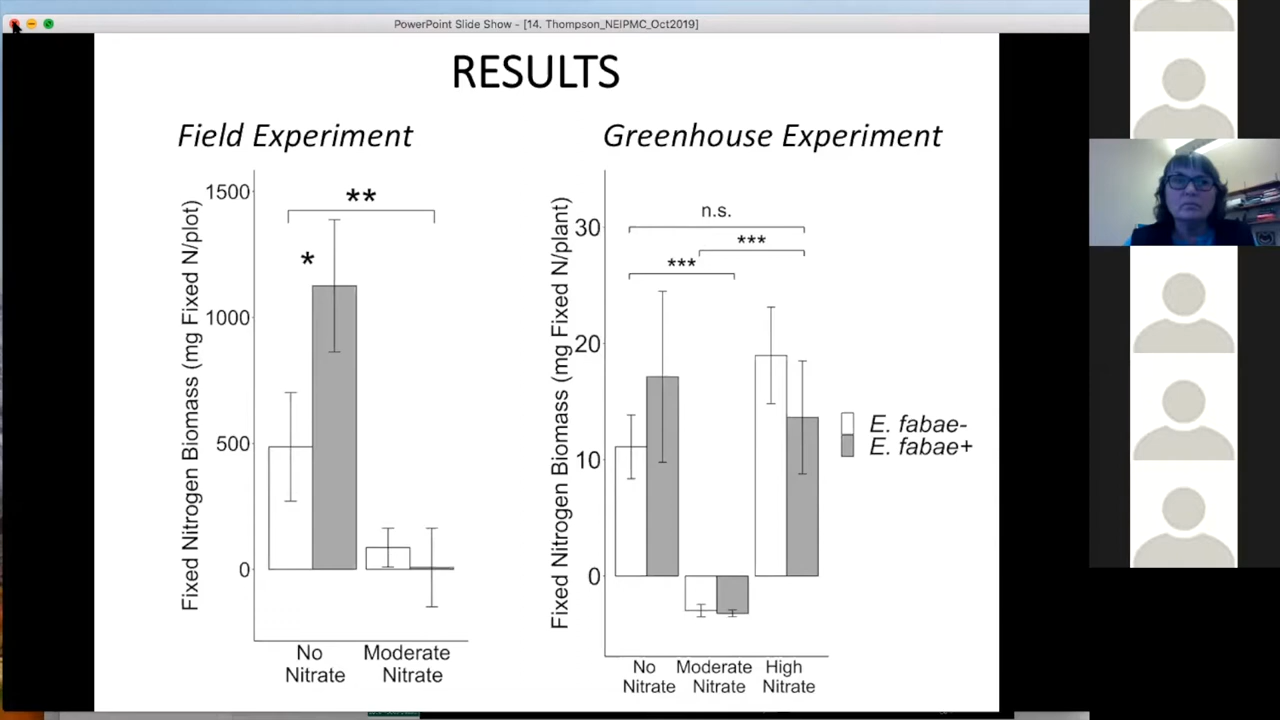 PowerPoint Slide Show - [14. Thompson_NEIPMC_Oct2019]
RESULTS
Field Experiment
Fixed Nitrogen Biomass (mg Fixed N/plot)
1500
1000
500
0
**
*
No
Nitrate
Moderate
Nitrate
Greenhouse Experiment
Fixed Nitrogen Biomass (mg Fixed N/plant)
30
20
10
0
n.s.
***
***
No
Nitrate
Moderate
Nitrate
High
Nitrate
E. fabae-
E. fabae+